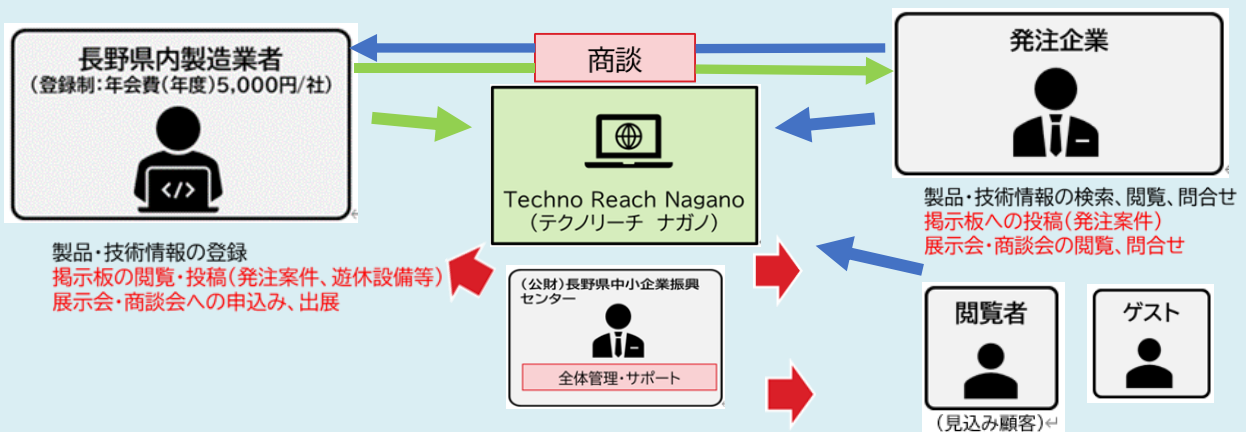 長野県内製造業者
(登録制:年会費(年度)5,000円/社)
製品・技術情報の登録
掲示板の閲覧・投稿(発注案件、遊休設備等)
展示会・商談会への申込み、出展
商談
Techno Reach Nagano
(テクノリーチ ナガノ)
(公財)長野県中小企業振興
センター
全体管理・サポート
発注企業
製品・技術情報の検索、閲覧、問合せ
掲示板への投稿(発注案件)
展示会・商談会の閲覧、問合せ
閲覧者
(見込み顧客)
ゲスト